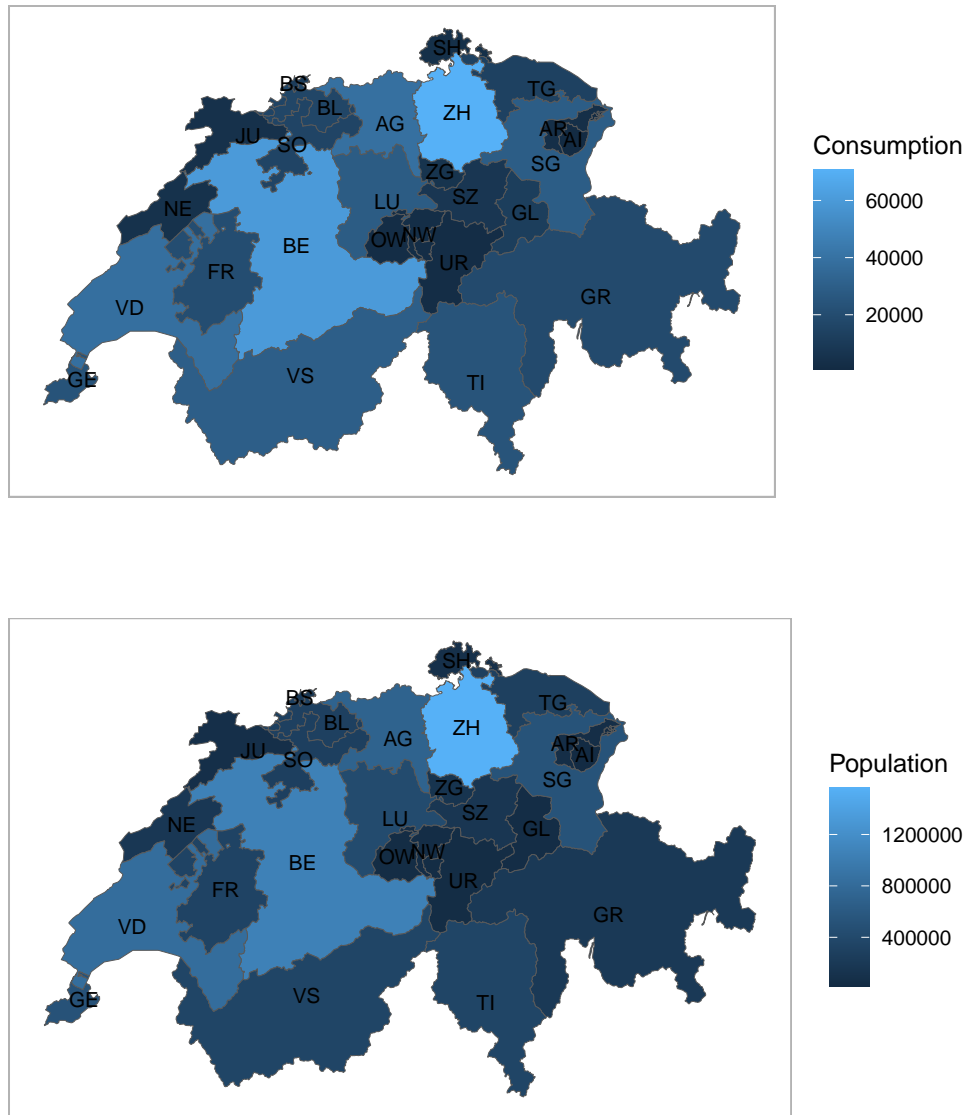 SH
BS
TG
BL
ZH
AG
JU
AR
AI
SO
SG
ZG
SZ
NE
LU
GL
OW
NW
BE
UR
FR
GR
VD
VS
TI
GE
Consumption
60000
40000
20000
SH
BS
TG
BL
ZH
AG
JU
AR
AI
SO
SG
ZG
SZ
NE
LU
GL
OW
NW
BE
UR
FR
GR
VD
VS
TI
GE
Population
1200000
800000
400000